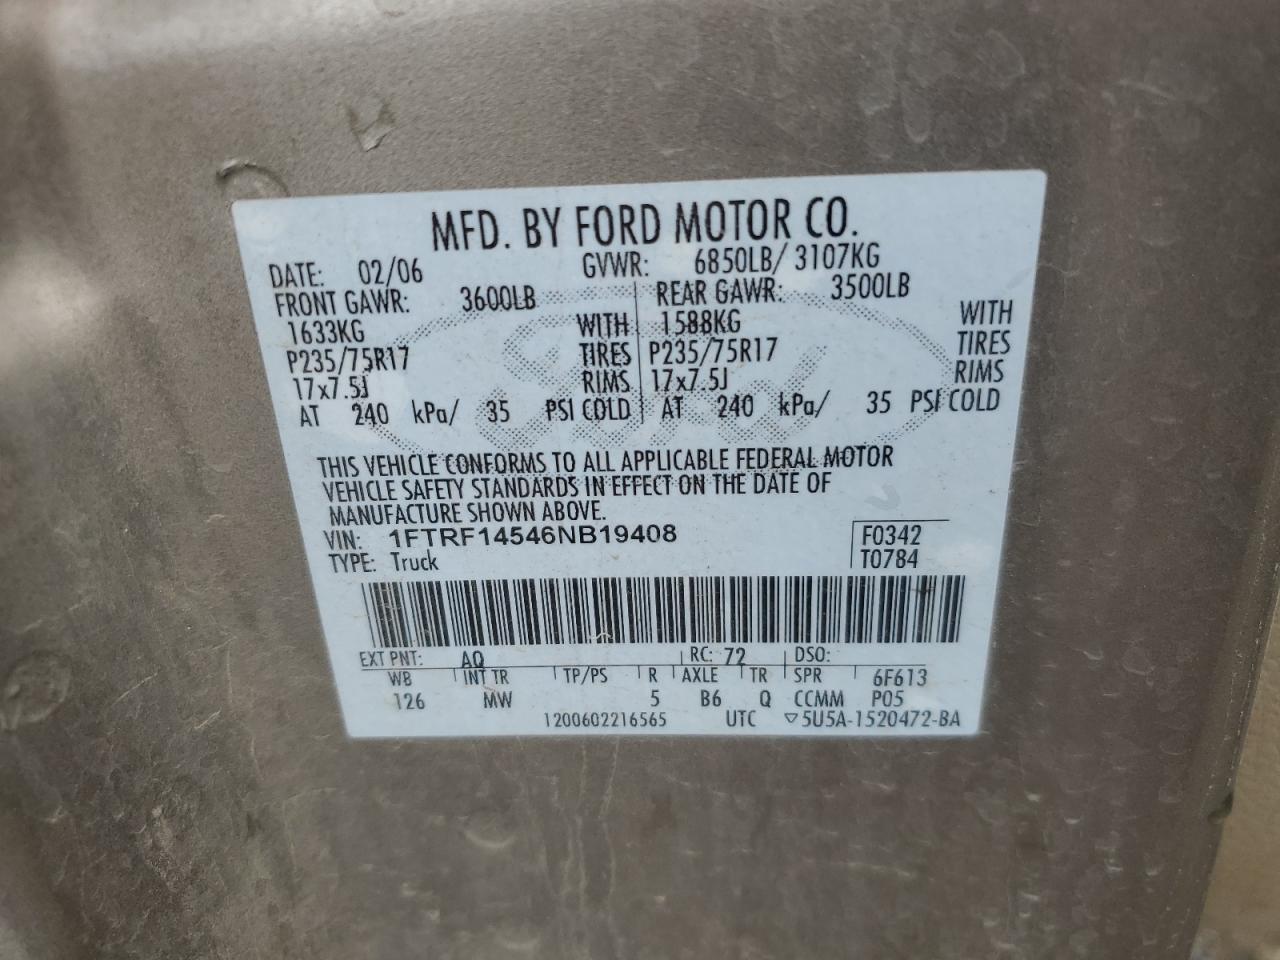 MFD. BY FORD MOTOR CO.
DATE: 02/06 GVWR: 6850LB/ 3107KG
FRONT GAWR: 3600LB REAR GAWR: 3500LB
1633KG WITH 1588KG WITH
P235/75R17 TIRES P235/75R17 TIRES
17x7.5J RIMS 17x7.5J RIMS
AT 240 kPa/ 35 PSI COLD AT 240 kPa/ 35 PSI COLD
THIS VEHICLE CONFORMS TO ALL APPLICABLE FEDERAL MOTOR
VEHICLE SAFETY STANDARDS IN EFFECT ON THE DATE OF
MANUFACTURE SHOWN ABOVE.
VIN: 1FTRF14546NB19408 F0342
TYPE: Truck T0784
EXT PNT: AQ RC: 72 DSO:
WB INT TR TP/PS R AXLE TR SPR 6F613
126 MW 5 B6 Q CCMM P05
1200602216565 UTC ▽5U5A-1520472-BA
Ford